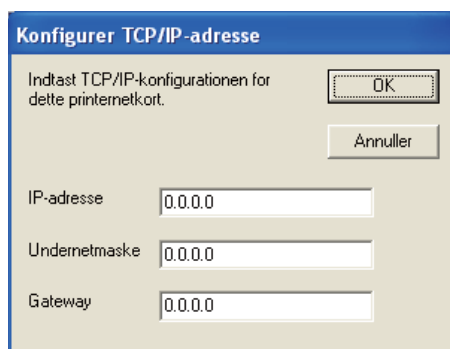 Konfigurer TCP/IP-adresse
Indtast TCP/IP-konfigurationen for
dette printernetkort.
OK
Annuller
IP-adresse 0.0.0.0
Undernetmaske 0.0.0.0
Gateway 0.0.0.0